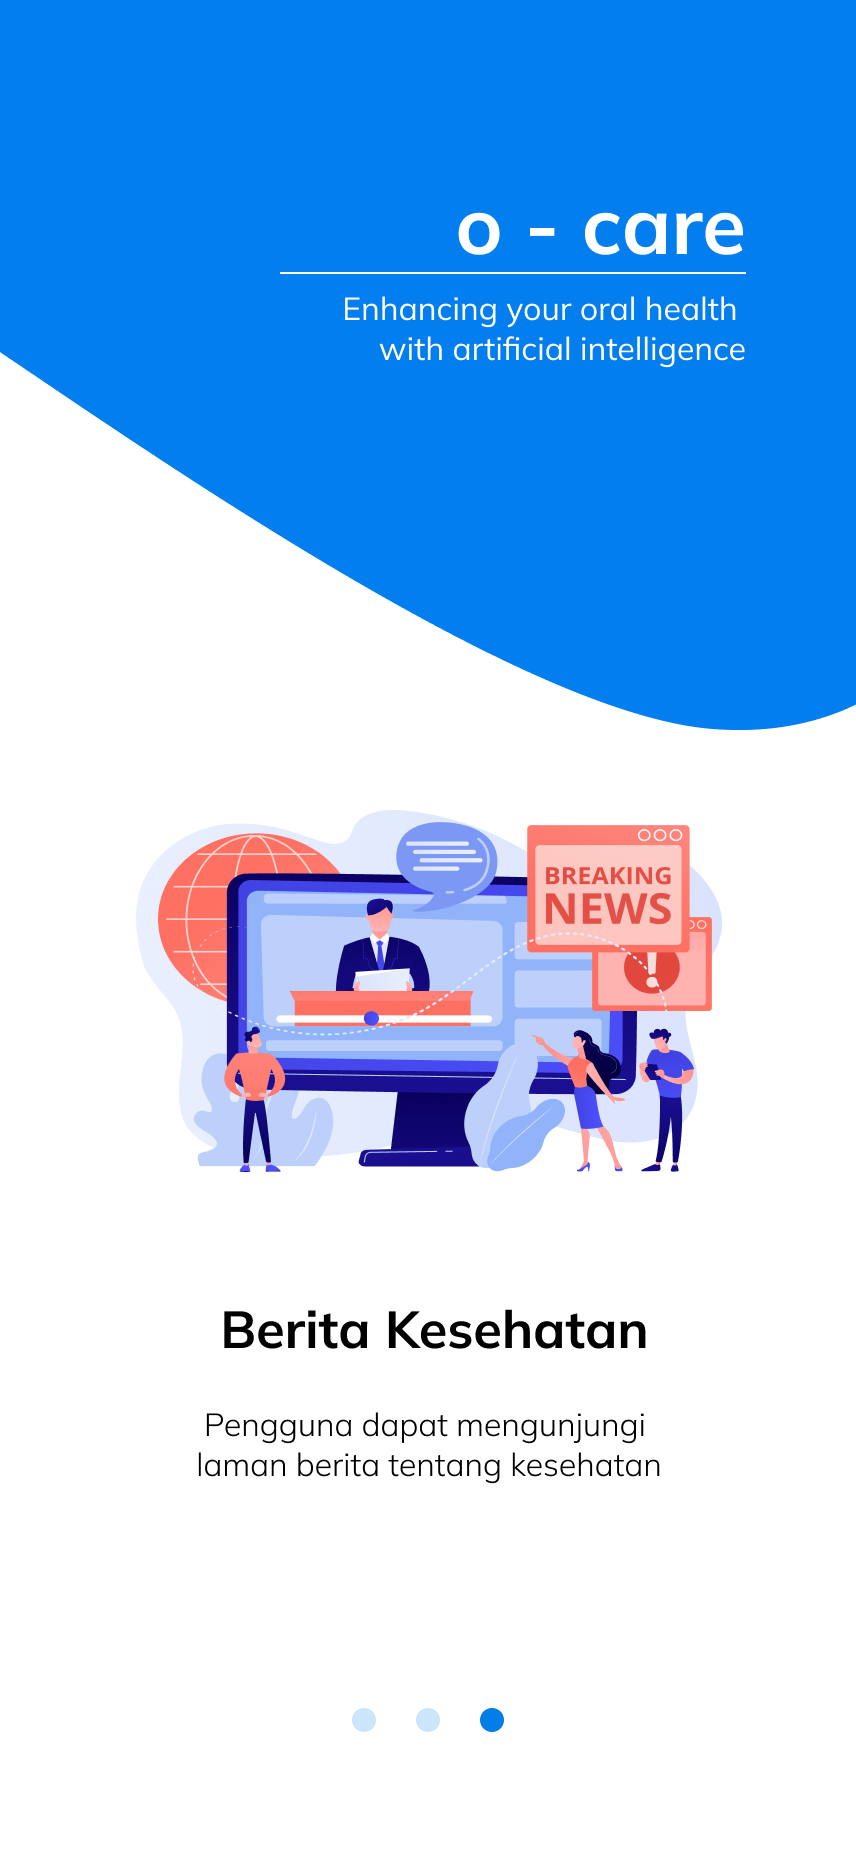 o - care
Enhancing your oral health
with artificial intelligence
BREAKING
NEWS
!
Berita Kesehatan
Pengguna dapat mengunjungi
laman berita tentang kesehatan